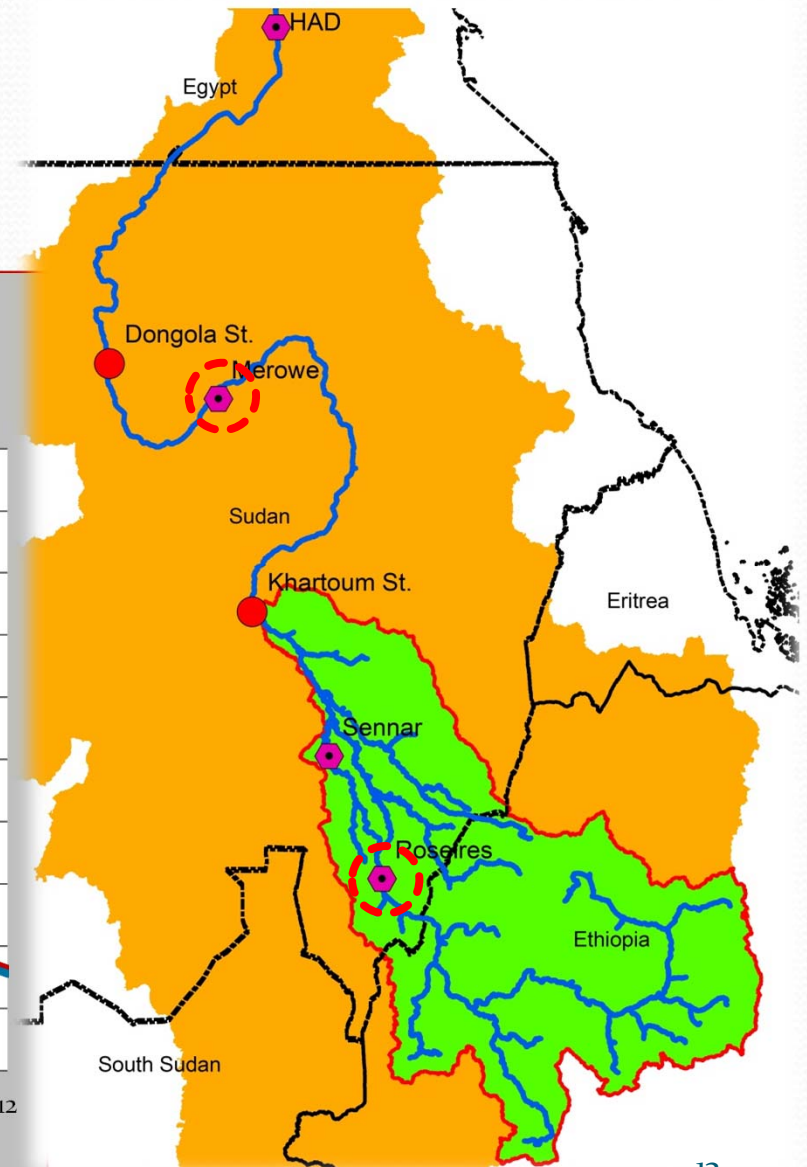 HAD
Egypt
Dongola St.
Merowe
Sudan
Khartoum St.
Eritrea
Sennar
Roseires
Ethiopia
South Sudan
12